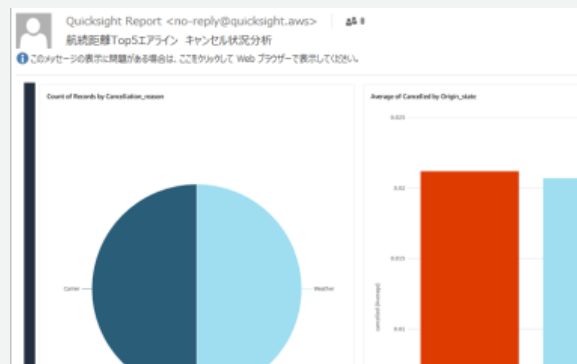 Quicksight Report <no-reply@quicksight.aws>
航続距離Top5エアライン キャンセル状況分析
このメッセージの表示に問題がある場合は、ここをクリックして Web ブラウザーで表示してください。
Count of Records by Cancellation_reason
Carrier
Weather
Average of Cancelled by Origin_state
0.025
0.02
0.015
0.01
cancelled (Average)